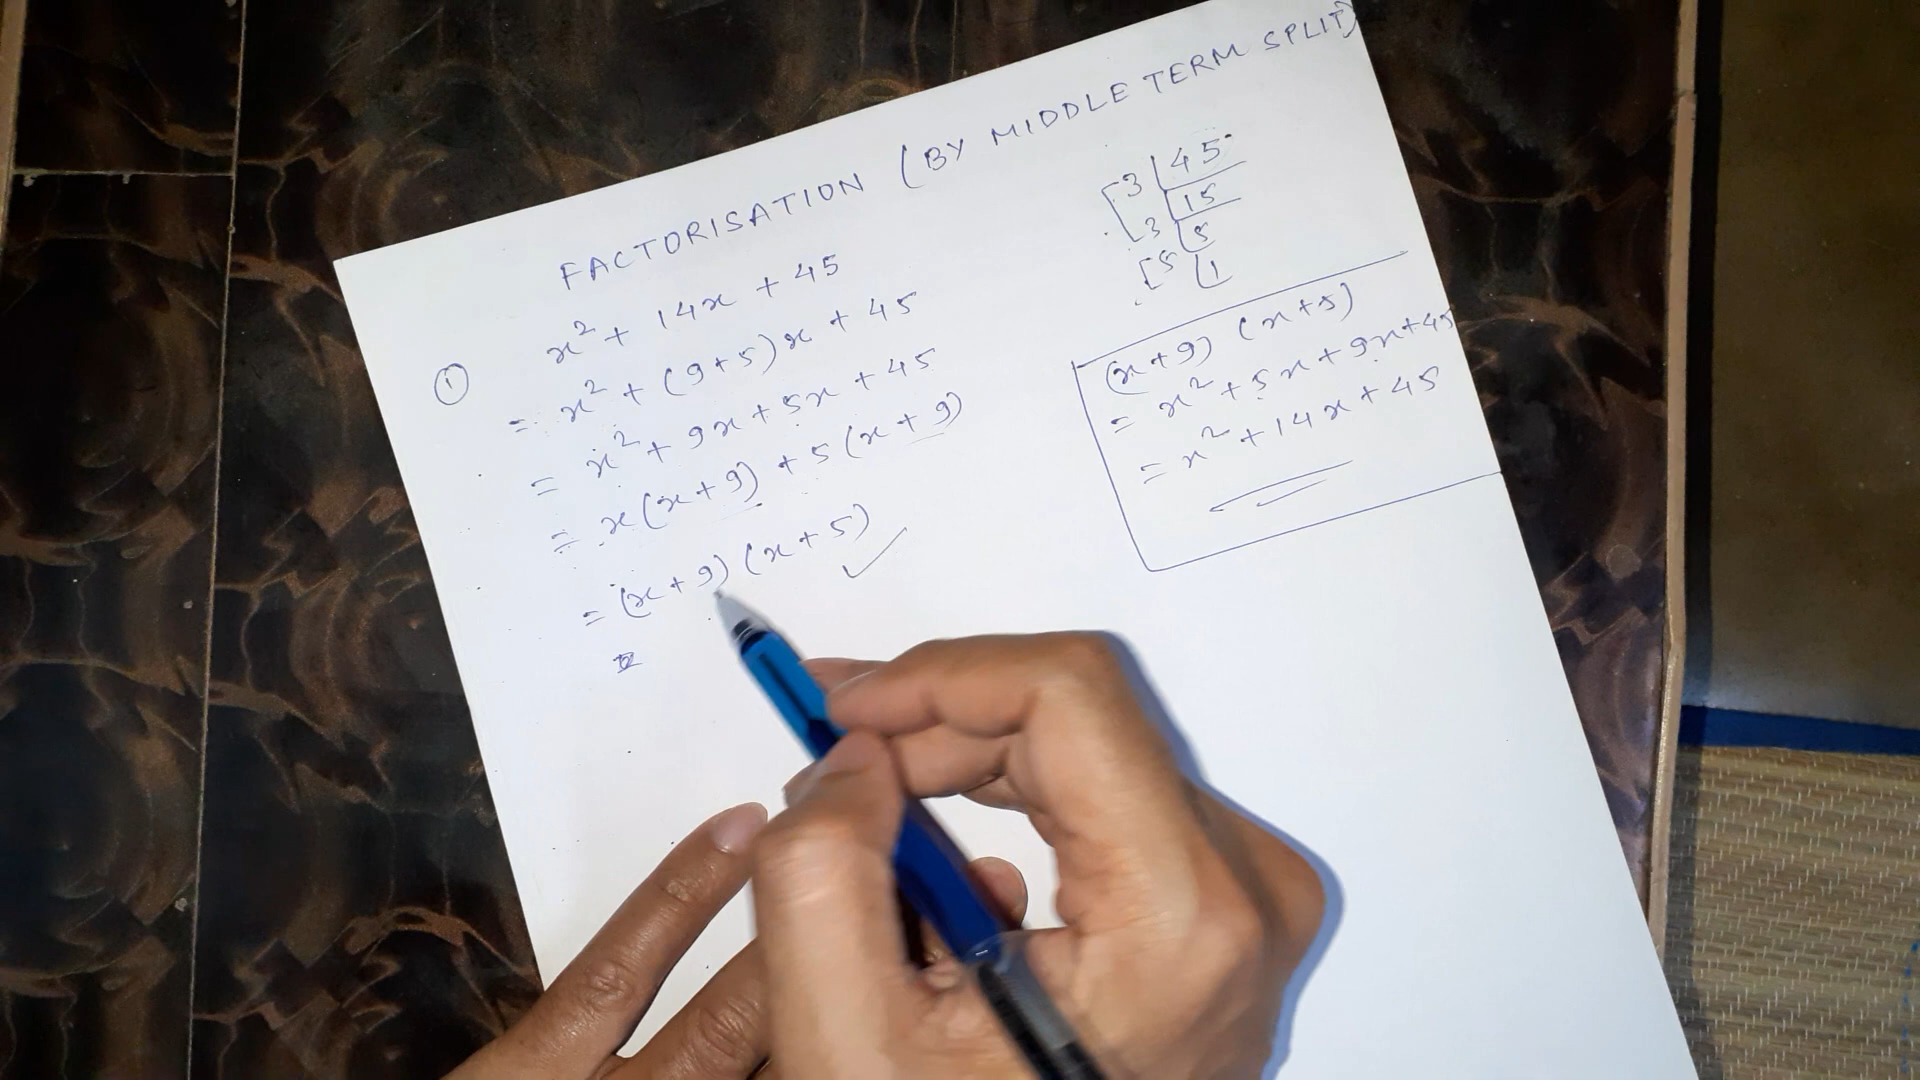 FACTORISATION (BY MIDDLE TERM SPLIT)
① x² + 14x + 45
= x² + (9+5)x + 45
= x² + 9x + 5x + 45
= x(x+9) + 5(x+9)
= (x+9) (x+5) ✓
3 | 45
3 | 15
5 | 5
1
(x+9) (x+5)
= x² + 5x + 9x + 45
= x² + 14x + 45